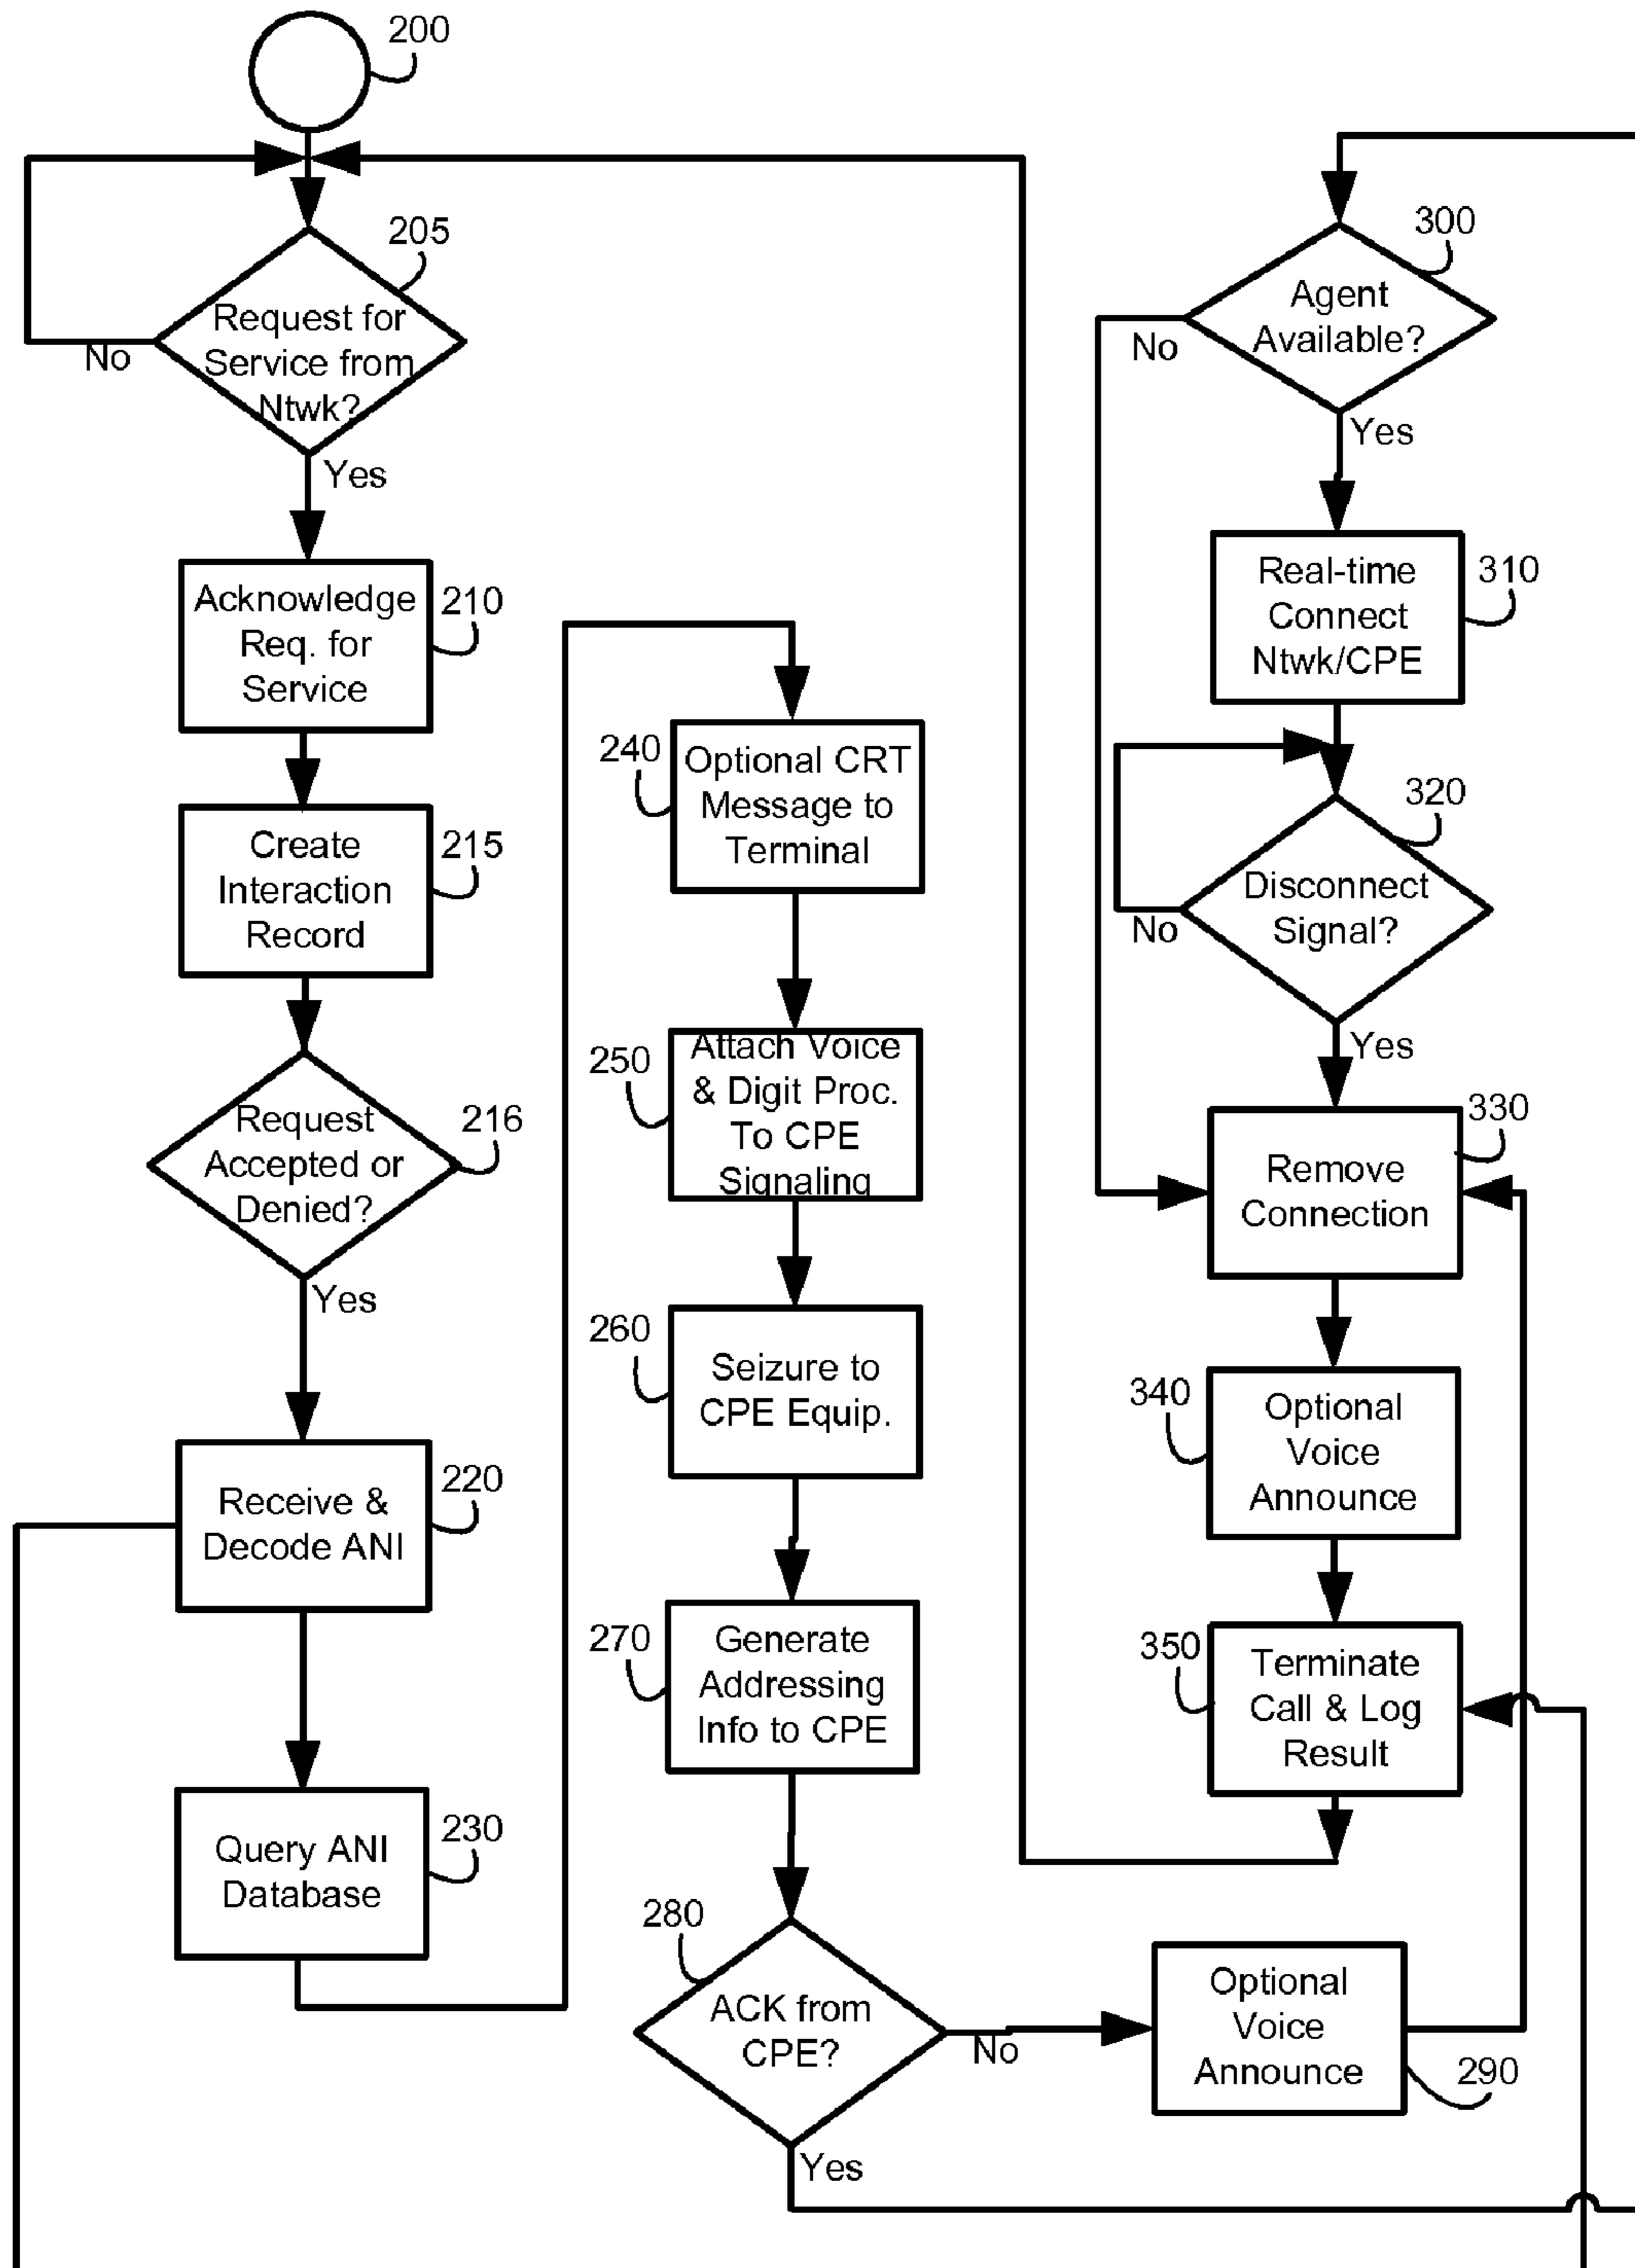 200
205
Request for
Service from
Ntwk?
No
Yes
Acknowledge
Req. for
Service
210
Create
Interaction
Record
215
Request
Accepted or
Denied?
216
Yes
Receive &
Decode ANI
220
Query ANI
Database
230
240
Optional CRT
Message to
Terminal
250
Attach Voice
& Digit Proc.
To CPE
Signaling
260
Seizure to
CPE Equip.
270
Generate
Addressing
Info to CPE
280
ACK from
CPE?
No
Yes
Optional
Voice
Announce
290
300
Agent
Available?
No
Yes
Real-time
Connect
Ntwk/CPE
310
320
Disconnect
Signal?
No
Yes
330
Remove
Connection
340
Optional
Voice
Announce
350
Terminate
Call & Log
Result